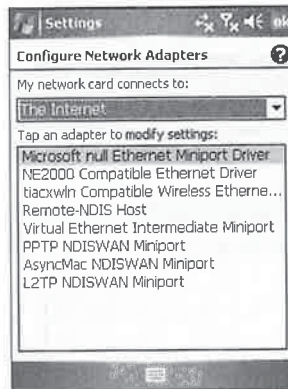 Settings
ok
Configure Network Adapters
?
My network card connects to:
The Internet
Tap an adapter to modify settings:
Microsoft null Ethernet Miniport Driver
NE2000 Compatible Ethernet Driver
tiacxwln Compatible Wireless Etherne...
Remote-NDIS Host
Virtual Ethernet Intermediate Miniport
PPTP NDISWAN Miniport
AsyncMac NDISWAN Miniport
L2TP NDISWAN Miniport